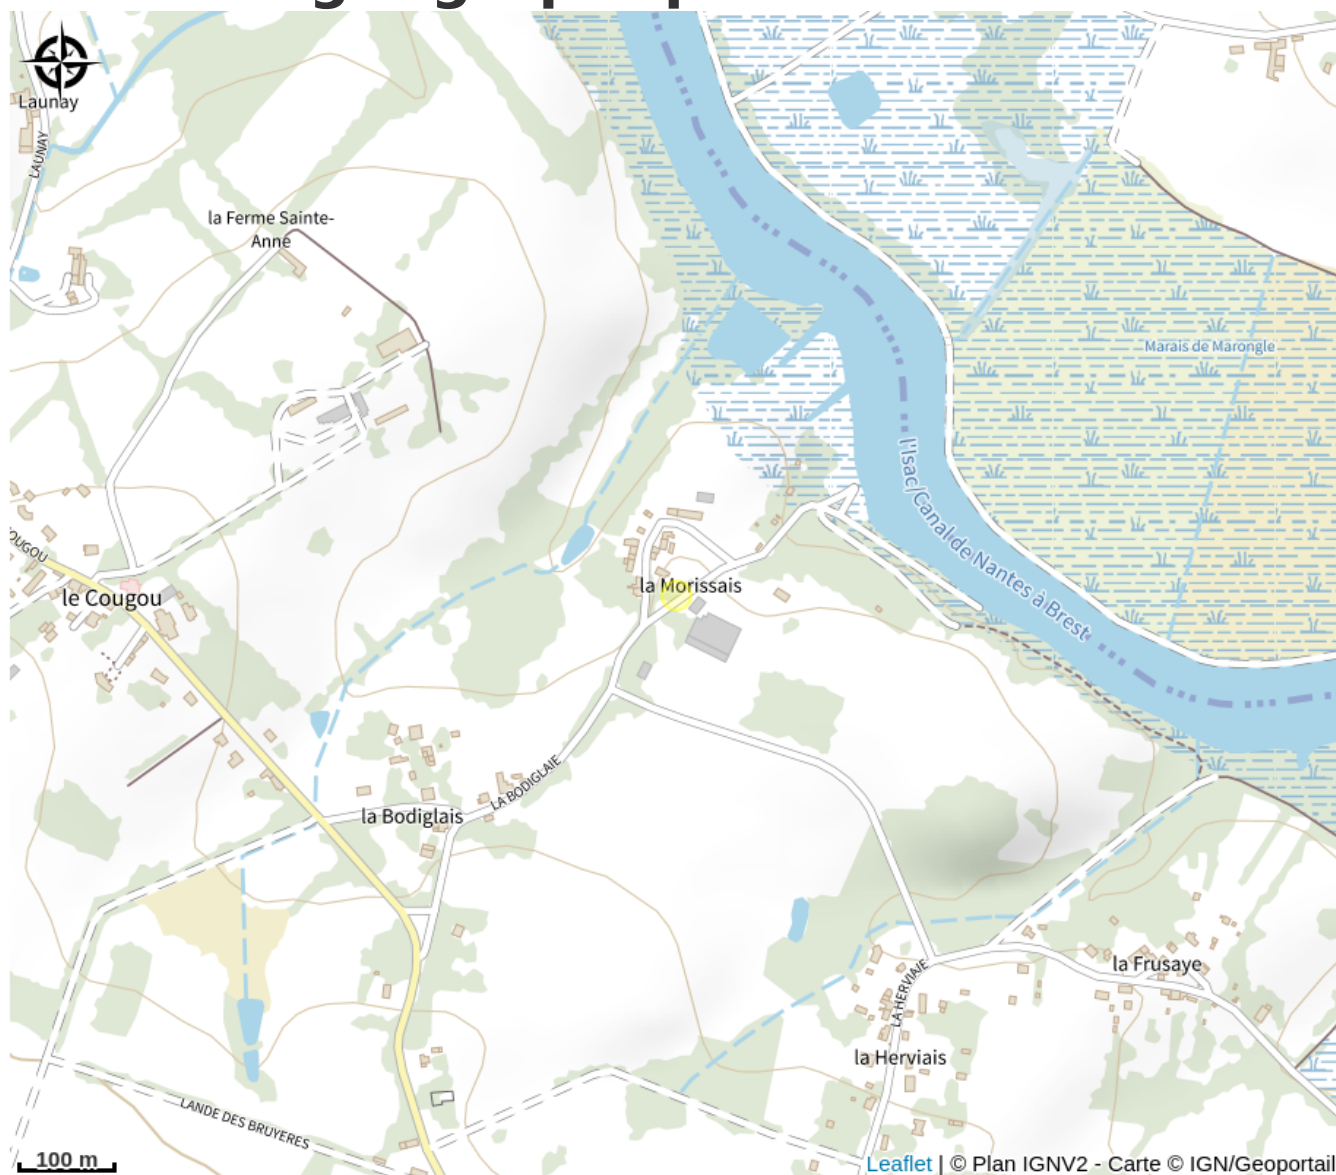 Launay
LAUNAY
la Ferme Sainte-
Anne
Marais de Marongle
l'Isac/Canal de Nantes à Brest
OUGOU
le Cougou
la Morissais
LA BODIGLAIE
la Bodiglais
la Frusaye
LA HERVIAIE
la Herviais
LANDE DES BRUYERES
100 m
Leaflet | © Plan IGNV2 - Carte © IGN/Geoportail